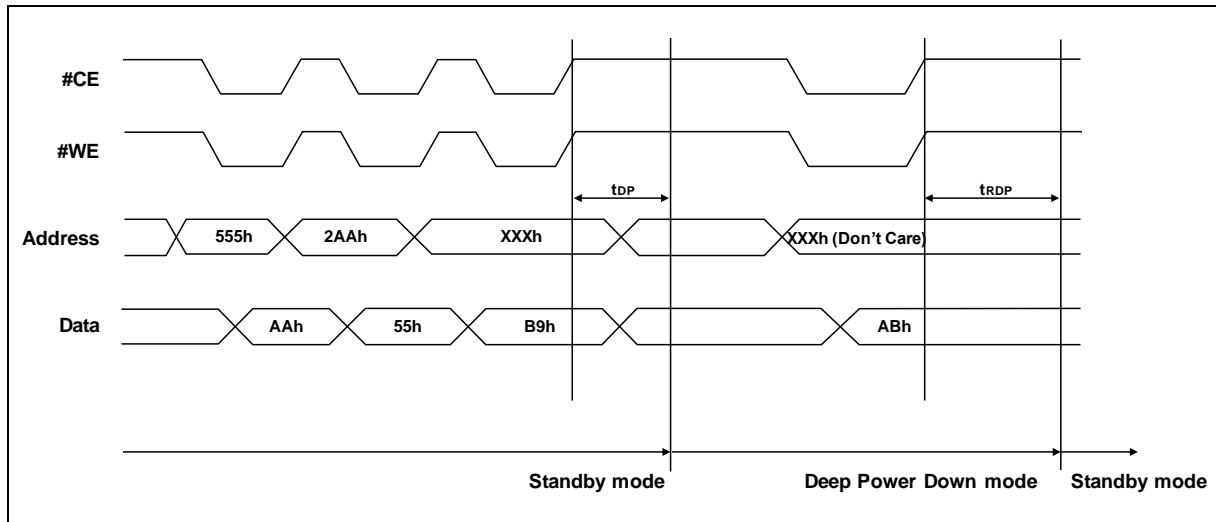 #CE
#WE
tDP
tRDP
Address
555h
2AAh
XXXh
XXXh (Don't Care)
Data
AAh
55h
B9h
ABh
Standby mode
Deep Power Down mode
Standby mode